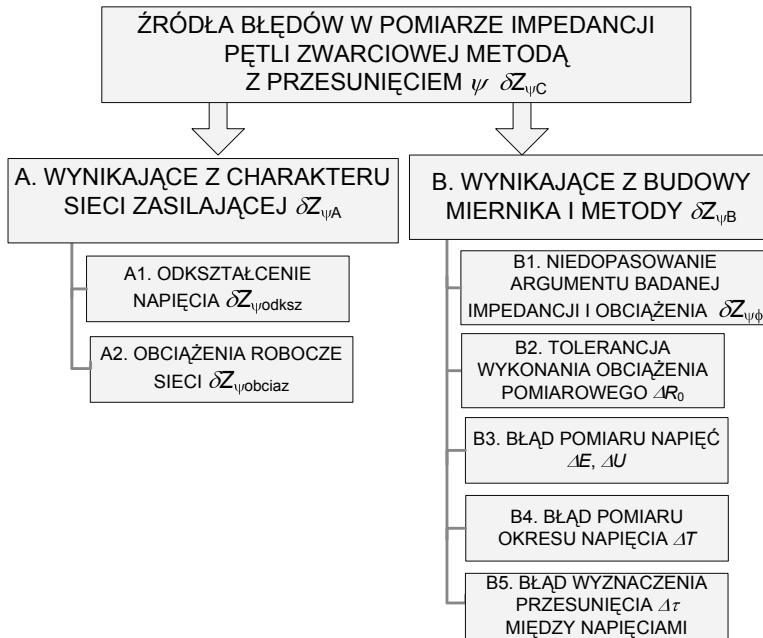 ŹRÓDŁA BŁĘDÓW W POMIARZE IMPEDANCJI
PĘTLI ZWARCIOWEJ METODĄ
Z PRZESUNIĘCIEM ψ δZψC
A. WYNIKAJĄCE Z CHARAKTERU
SIECI ZASILAJĄCEJ δZψA
A1. ODKSZTAŁCENIE
NAPIĘCIA δZψodksz
A2. OBCIĄŻENIA ROBOCZE
SIECI δZψobciaz
B. WYNIKAJĄCE Z BUDOWY
MIERNIKA I METODY δZψB
B1. NIEDOPASOWANIE
ARGUMENTU BADANEJ
IMPEDANCJI I OBCIĄŻENIA δZψϕ
B2. TOLERANCJA
WYKONANIA OBCIĄŻENIA
POMIAROWEGO ΔR₀
B3. BŁĄD POMIARU NAPIĘĆ
ΔE, ΔU
B4. BŁĄD POMIARU
OKRESU NAPIĘCIA ΔT
B5. BŁĄD WYZNACZENIA
PRZESUNIĘCIA Δτ
MIĘDZY NAPIĘCIAMI